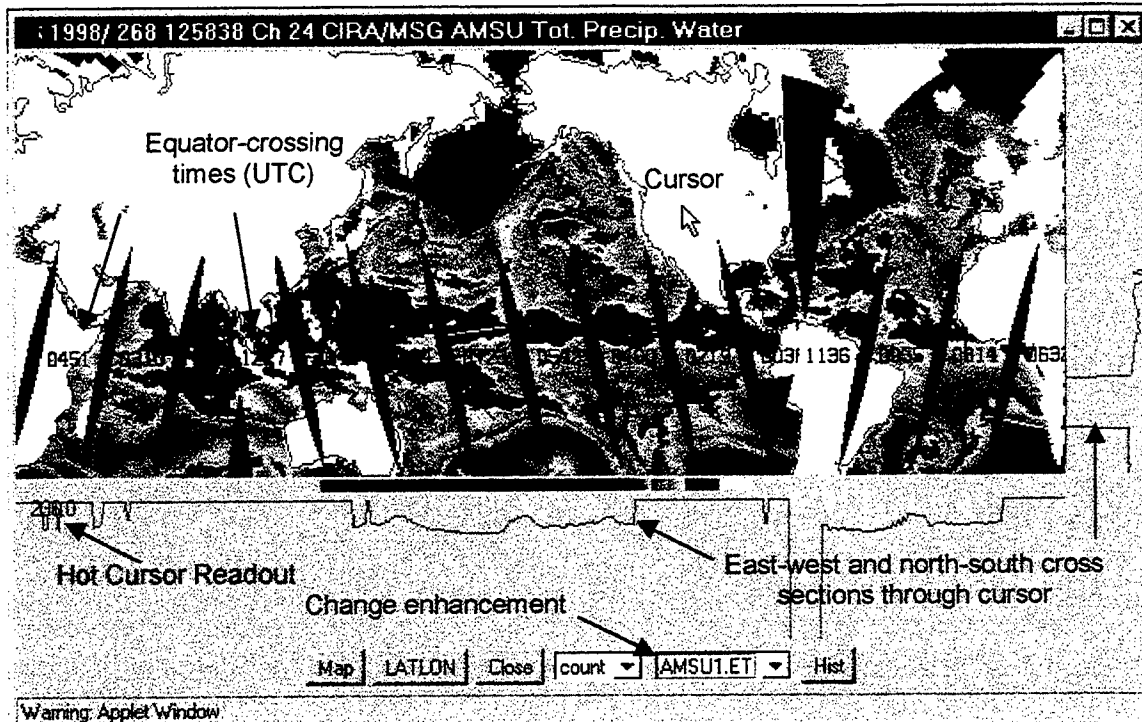 1998/ 268 125838 Ch 24 CIRA/MSG AMSU Tot. Precip. Water
Equator-crossing
times (UTC)
Cursor
0451
1136
0814
0632
Hot Cursor Readout
East-west and north-south cross
sections through cursor
Change enhancement
Map LATLON Close count AMSU1.ET Hist
Warning: Applet Window